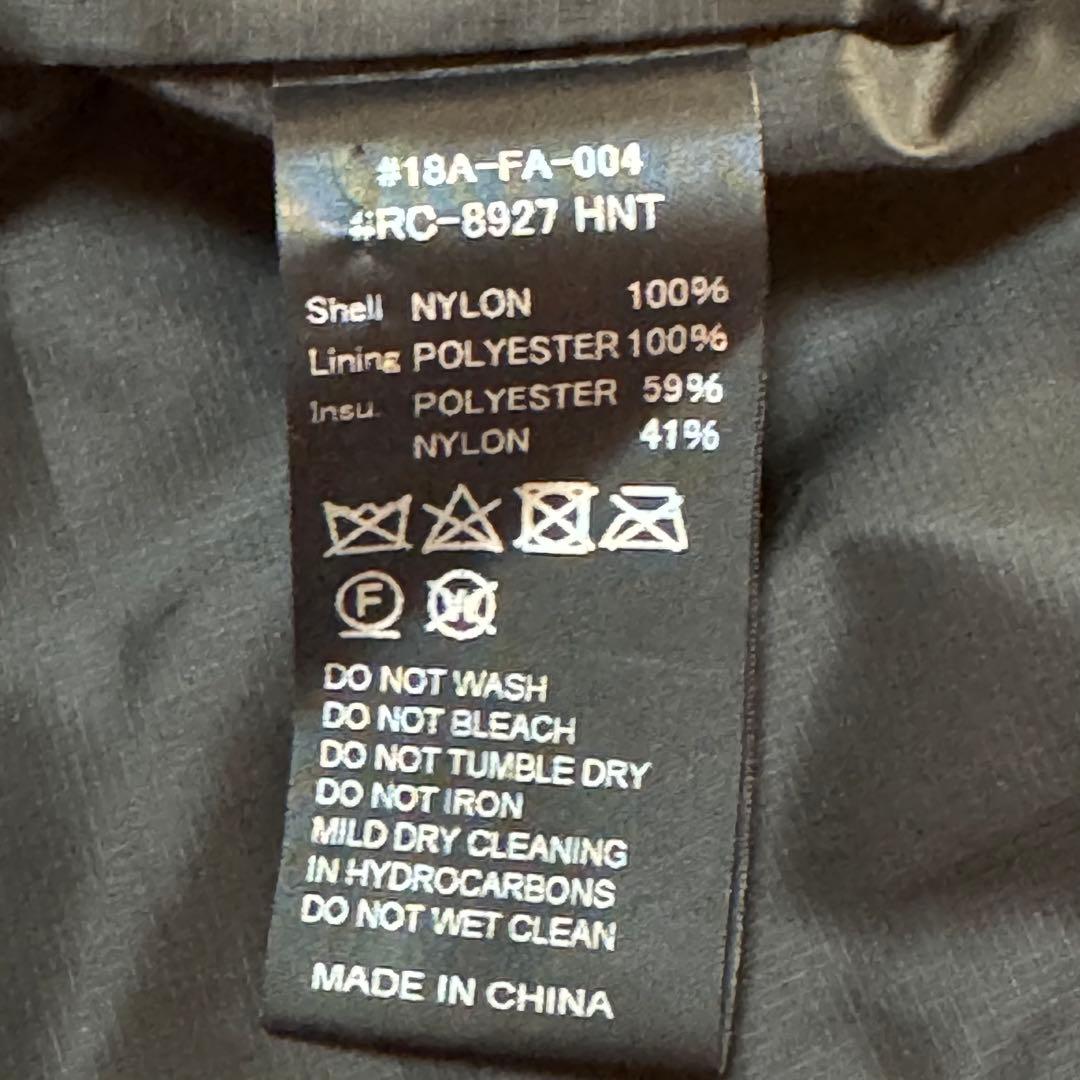 #18A-FA-004
#RC-8927 HNT
Shell NYLON 100%
Lining POLYESTER 100%
Insu. POLYESTER 59%
NYLON 41%
F
W
DO NOT WASH
DO NOT BLEACH
DO NOT TUMBLE DRY
DO NOT IRON
MILD DRY CLEANING
IN HYDROCARBONS
DO NOT WET CLEAN
MADE IN CHINA